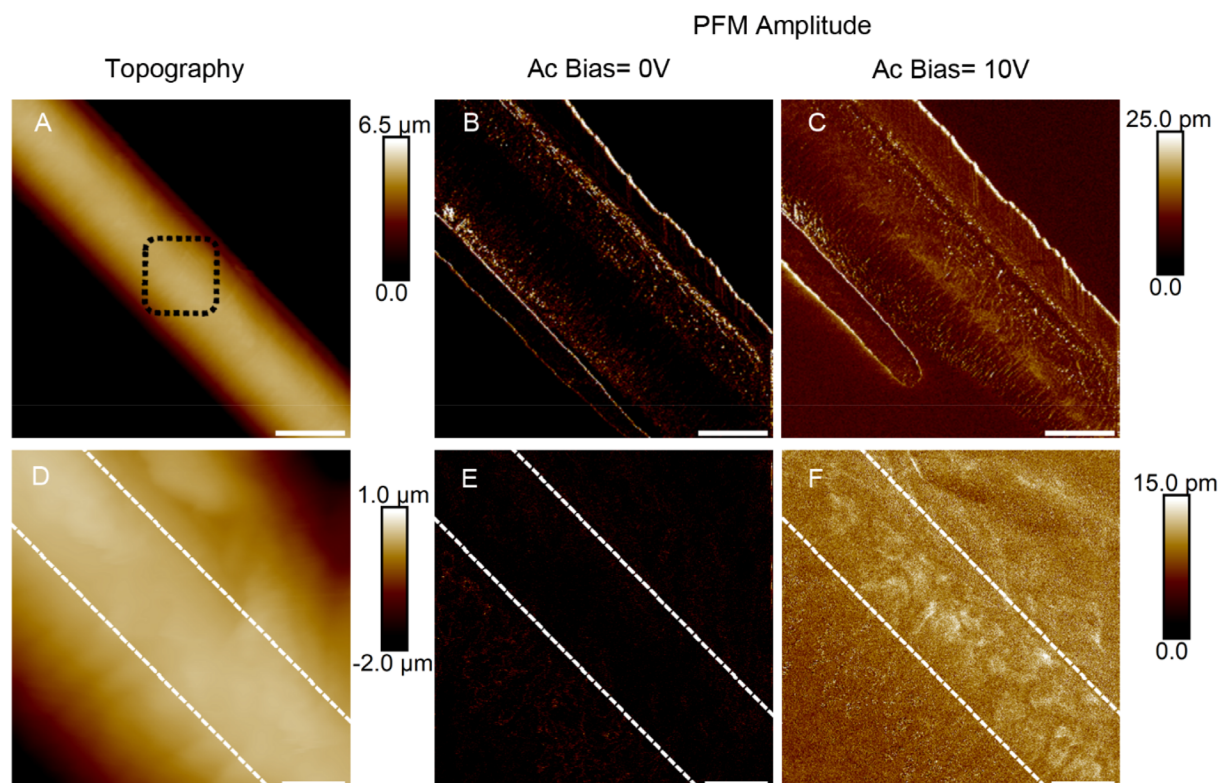 PFM Amplitude
Topography
Ac Bias= 0V
Ac Bias= 10V
A
6.5 µm
0.0
B
C
25.0 pm
0.0
D
1.0 µm
-2.0 µm
E
F
15.0 pm
0.0